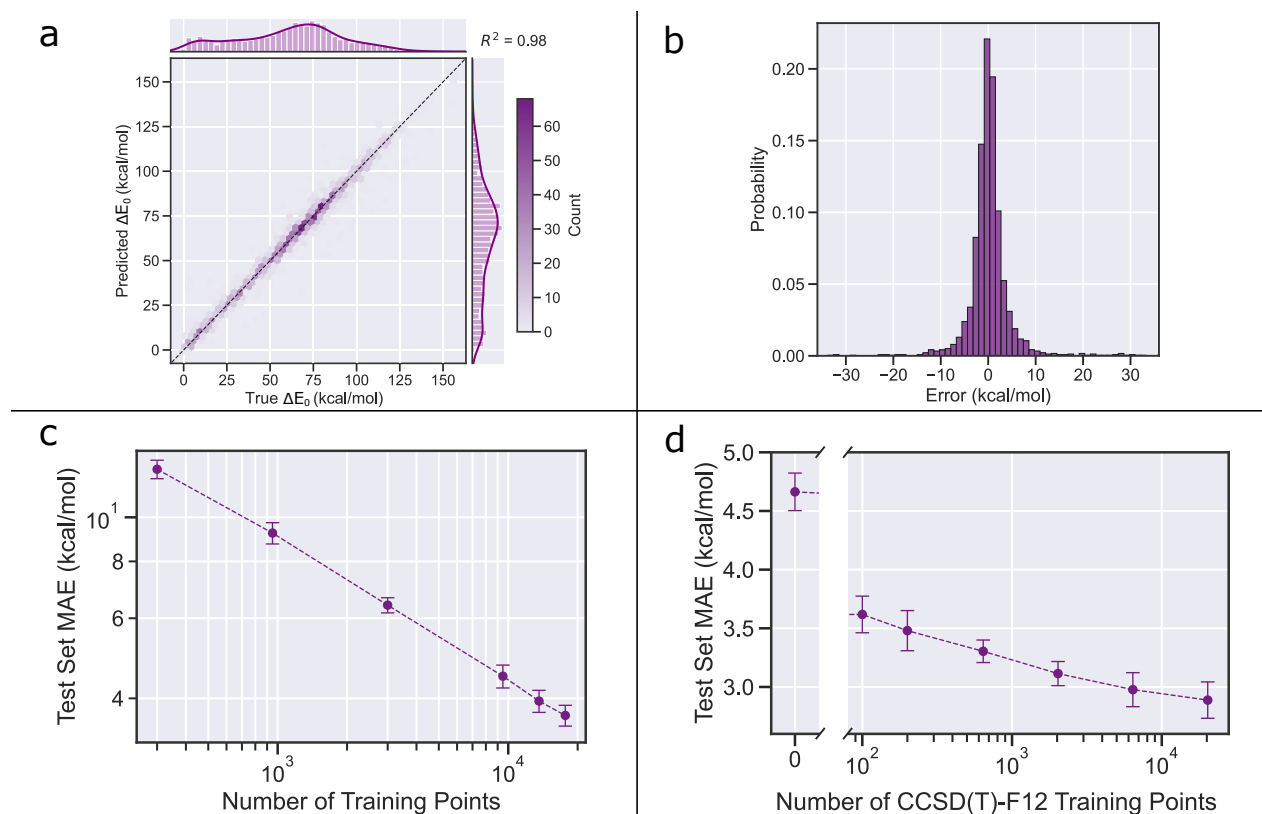 a
R² = 0.98
Predicted ΔE₀ (kcal/mol)
150
125
100
75
50
25
0
0 25 50 75 100 125 150
True ΔE₀ (kcal/mol)
60
50
40
30
20
10
0
Count
b
Probability
0.20
0.15
0.10
0.05
0.00
−30 −20 −10 0 10 20 30
Error (kcal/mol)
c
Test Set MAE (kcal/mol)
10¹
8
6
4
10³ 10⁴
Number of Training Points
d
Test Set MAE (kcal/mol)
5.0
4.5
4.0
3.5
3.0
0 10² 10³ 10⁴
Number of CCSD(T)-F12 Training Points